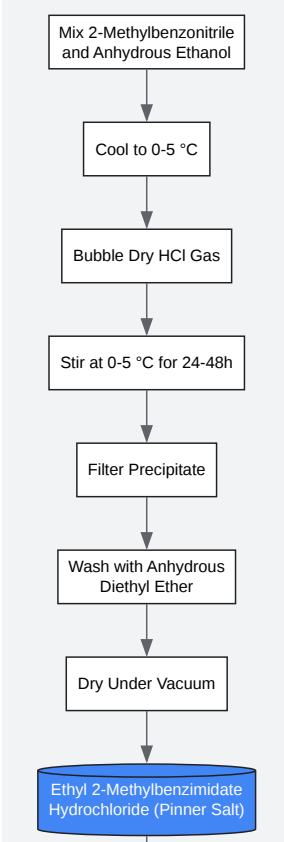 Mix 2-Methylbenzonitrile
and Anhydrous Ethanol
Cool to 0-5 °C
Bubble Dry HCl Gas
Stir at 0-5 °C for 24-48h
Filter Precipitate
Wash with Anhydrous
Diethyl Ether
Dry Under Vacuum
Ethyl 2-Methylbenzimidate
Hydrochloride (Pinner Salt)